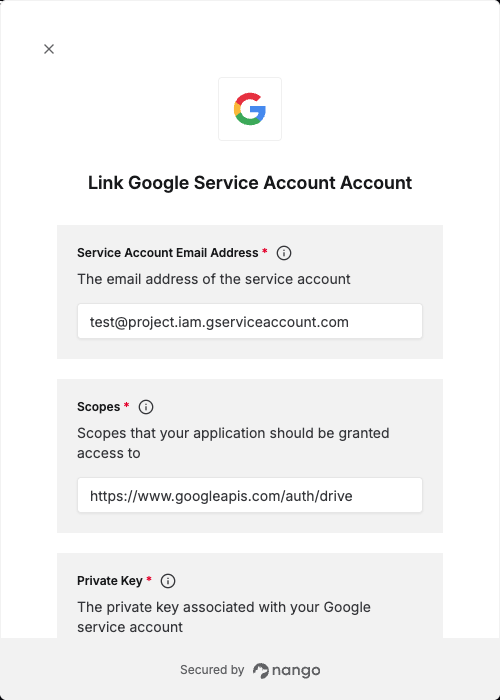 Link Google Service Account Account
Service Account Email Address *
The email address of the service account
test@project.iam.gserviceaccount.com
Scopes *
Scopes that your application should be granted
access to
https://www.googleapis.com/auth/drive
Private Key *
The private key associated with your Google
service account
Secured by nango